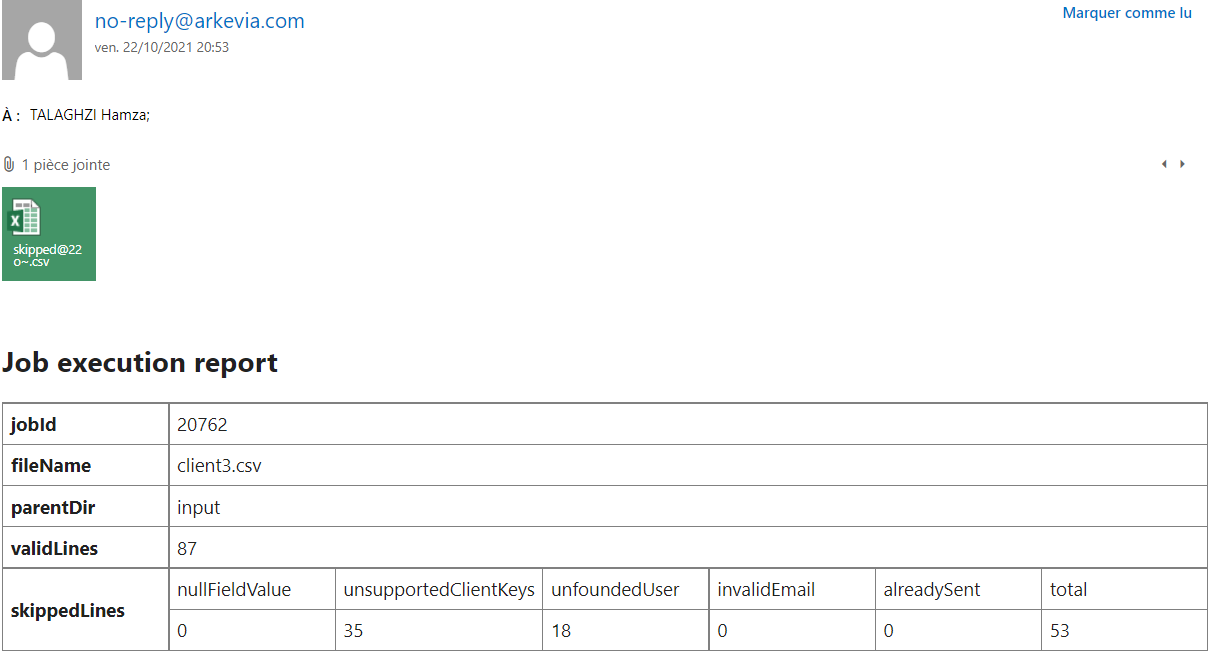 no-reply@arkevia.com
Marquer comme lu
ven. 22/10/2021 20:53
À : TALAGHZI Hamza;
1 pièce jointe
X
skipped@22
o~.csv
Job execution report
jobId 20762
fileName client3.csv
parentDir input
validLines 87
skippedLines
nullFieldValue unsupportedClientKeys unfoundedUser invalidEmail alreadySent total
0 35 18 0 0 53